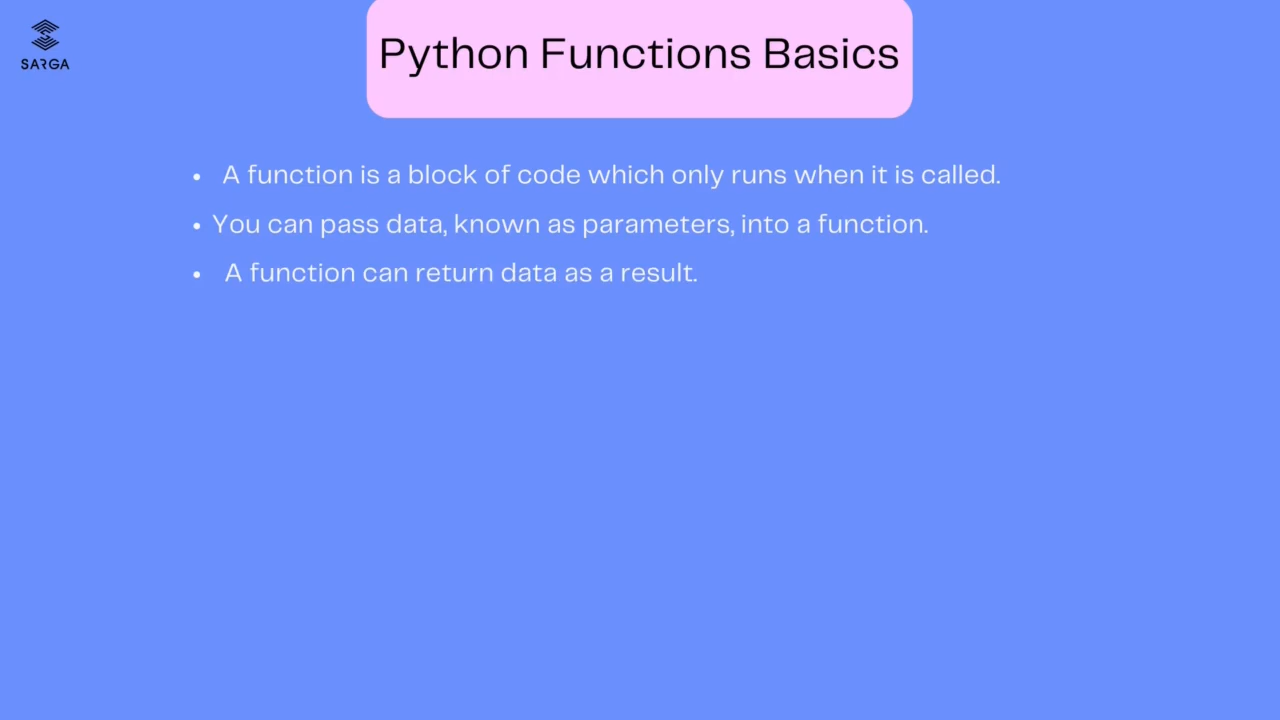 SARGA
Python Functions Basics
• A function is a block of code which only runs when it is called.
• You can pass data, known as parameters, into a function.
• A function can return data as a result.